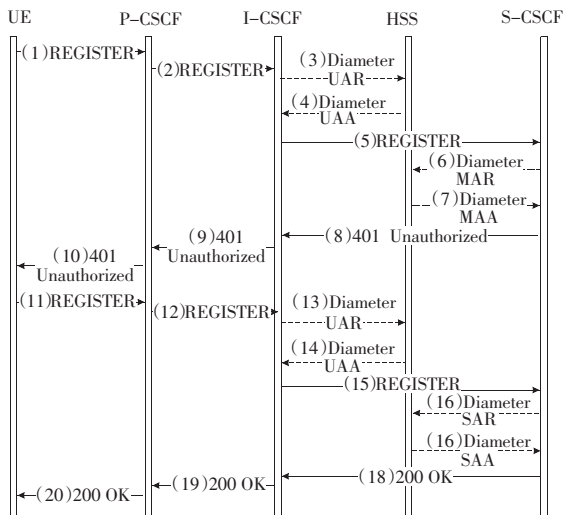 UE P-CSCF I-CSCF HSS S-CSCF
(1)REGISTER
(2)REGISTER
(3)Diameter
UAR
(4)Diameter
UAA
(5)REGISTER
(6)Diameter
MAR
(7)Diameter
MAA
(8)401 Unauthorized
(9)401
Unauthorized
(10)401
Unauthorized
(11)REGISTER
(12)REGISTER
(13)Diameter
UAR
(14)Diameter
UAA
(15)REGISTER
(16)Diameter
SAR
(16)Diameter
SAA
(18)200 OK
(19)200 OK
(20)200 OK